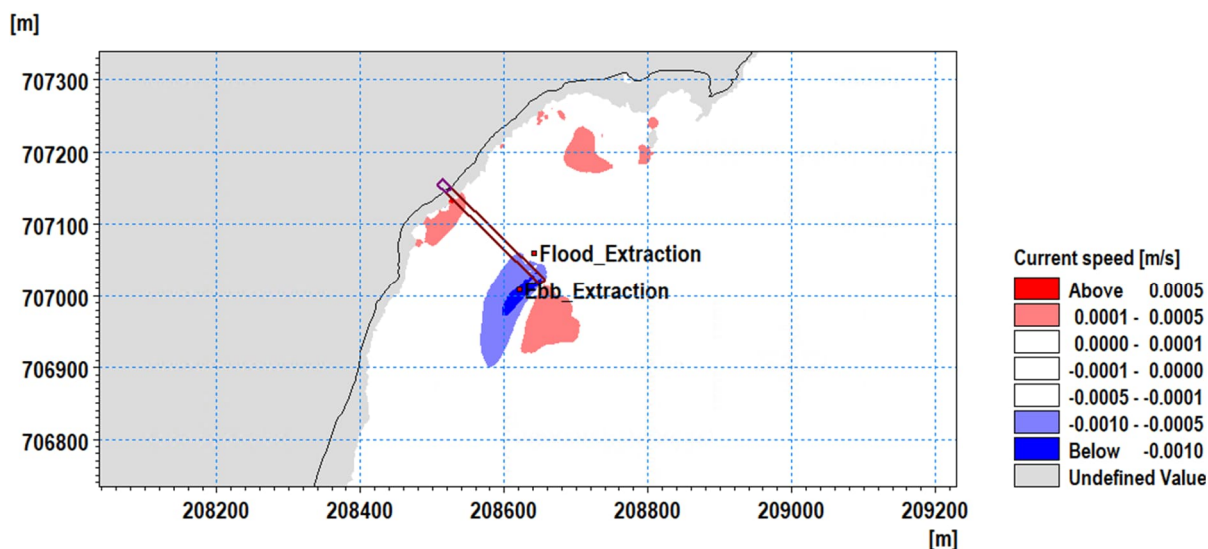 [m]
707300
707200
707100
707000
706900
706800
208200 208400 208600 208800 209000 209200
[m]
Flood_Extraction
Ebb_Extraction
Current speed [m/s]
Above 0.0005
0.0001 - 0.0005
0.0000 - 0.0001
-0.0001 - 0.0000
-0.0005 - -0.0001
-0.0010 - -0.0005
Below -0.0010
Undefined Value